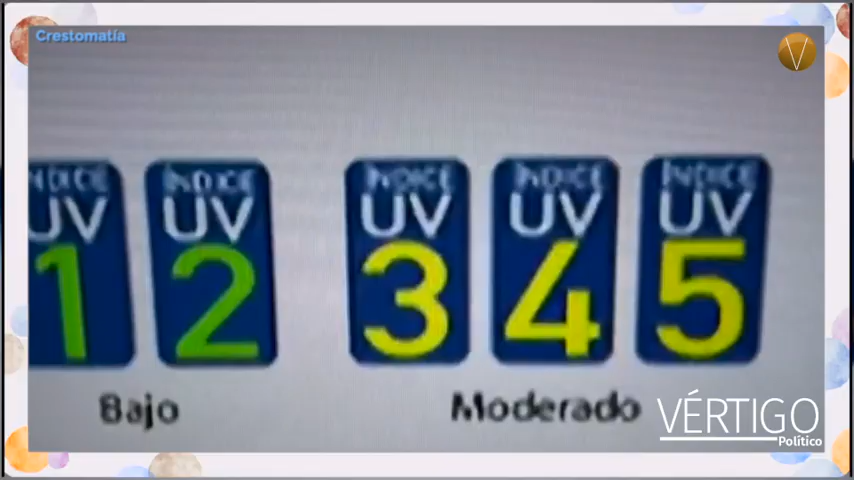 Crestomatía
V
ÍNDICE UV 1
ÍNDICE UV 2
ÍNDICE UV 3
ÍNDICE UV 4
ÍNDICE UV 5
Bajo
Moderado
VÉRTIGO
Político